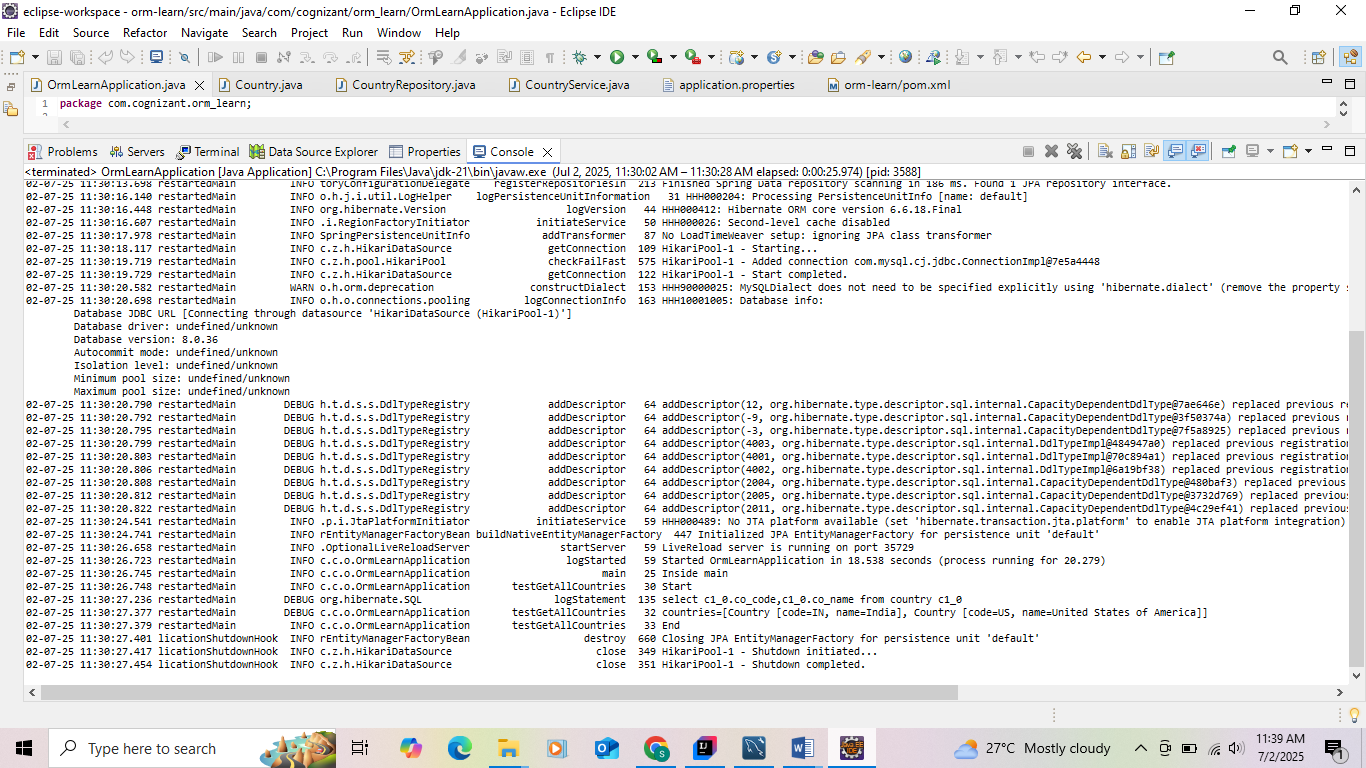 eclipse-workspace - orm-learn/src/main/java/com/cognizant/orm_learn/OrmLearnApplication.java - Eclipse IDE
File Edit Source Refactor Navigate Search Project Run Window Help
OrmLearnApplication.java Country.java CountryRepository.java CountryService.java application.properties orm-learn/pom.xml
1 package com.cognizant.orm_learn;
Problems Servers Terminal Data Source Explorer Properties Console
<terminated> OrmLearnApplication [Java Application] C:\Program Files\Java\jdk-21\bin\javaw.exe (Jul 2, 2025, 11:30:02 AM – 11:30:28 AM elapsed: 0:00:25.974) [pid: 3588]
02-07-25 11:30:13.698 restartedMain INFO toryConfigurationDelegate registerRepositoriesIn 213 Finished Spring Data repository scanning in 186 ms. Found 1 JPA repository interface.
02-07-25 11:30:16.140 restartedMain INFO o.h.j.i.util.LogHelper logPersistenceUnitInformation 31 HHH000204: Processing PersistenceUnitInfo [name: default]
02-07-25 11:30:16.448 restartedMain INFO org.hibernate.Version logVersion 44 HHH000412: Hibernate ORM core version 6.6.18.Final
02-07-25 11:30:16.607 restartedMain INFO .i.RegionFactoryInitiator initiateService 50 HHH000026: Second-level cache disabled
02-07-25 11:30:17.978 restartedMain INFO SpringPersistenceUnitInfo addTransformer 87 No LoadTimeWeaver setup: ignoring JPA class transformer
02-07-25 11:30:18.117 restartedMain INFO c.z.h.HikariDataSource getConnection 109 HikariPool-1 - Starting...
02-07-25 11:30:19.719 restartedMain INFO c.z.h.pool.HikariPool checkFailFast 575 HikariPool-1 - Added connection com.mysql.cj.jdbc.ConnectionImpl@7e5a4448
02-07-25 11:30:19.729 restartedMain INFO c.z.h.HikariDataSource getConnection 122 HikariPool-1 - Start completed.
02-07-25 11:30:20.582 restartedMain WARN o.h.orm.deprecation constructDialect 153 HHH90000025: MySQLDialect does not need to be specified explicitly using 'hibernate.dialect' (remove the property s
02-07-25 11:30:20.698 restartedMain INFO o.h.o.connections.pooling logConnectionInfo 163 HHH10001005: Database info:
Database JDBC URL [Connecting through datasource 'HikariDataSource (HikariPool-1)']
Database driver: undefined/unknown
Database version: 8.0.36
Autocommit mode: undefined/unknown
Isolation level: undefined/unknown
Minimum pool size: undefined/unknown
Maximum pool size: undefined/unknown
02-07-25 11:30:20.790 restartedMain DEBUG h.t.d.s.s.DdlTypeRegistry addDescriptor 64 addDescriptor(12, org.hibernate.type.descriptor.sql.internal.CapacityDependentDdlType@7ae646e) replaced previous r
02-07-25 11:30:20.792 restartedMain DEBUG h.t.d.s.s.DdlTypeRegistry addDescriptor 64 addDescriptor(-9, org.hibernate.type.descriptor.sql.internal.CapacityDependentDdlType@3f50374a) replaced previous
02-07-25 11:30:20.795 restartedMain DEBUG h.t.d.s.s.DdlTypeRegistry addDescriptor 64 addDescriptor(-3, org.hibernate.type.descriptor.sql.internal.CapacityDependentDdlType@7f5a8925) replaced previous
02-07-25 11:30:20.799 restartedMain DEBUG h.t.d.s.s.DdlTypeRegistry addDescriptor 64 addDescriptor(4003, org.hibernate.type.descriptor.sql.internal.DdlTypeImpl@484947a0) replaced previous registration
02-07-25 11:30:20.803 restartedMain DEBUG h.t.d.s.s.DdlTypeRegistry addDescriptor 64 addDescriptor(4001, org.hibernate.type.descriptor.sql.internal.DdlTypeImpl@70c894a1) replaced previous registration
02-07-25 11:30:20.806 restartedMain DEBUG h.t.d.s.s.DdlTypeRegistry addDescriptor 64 addDescriptor(4002, org.hibernate.type.descriptor.sql.internal.DdlTypeImpl@6a19bf38) replaced previous registration
02-07-25 11:30:20.808 restartedMain DEBUG h.t.d.s.s.DdlTypeRegistry addDescriptor 64 addDescriptor(2004, org.hibernate.type.descriptor.sql.internal.CapacityDependentDdlType@480baf3) replaced previous
02-07-25 11:30:20.812 restartedMain DEBUG h.t.d.s.s.DdlTypeRegistry addDescriptor 64 addDescriptor(2005, org.hibernate.type.descriptor.sql.internal.CapacityDependentDdlType@3732d769) replaced previous
02-07-25 11:30:20.822 restartedMain DEBUG h.t.d.s.s.DdlTypeRegistry addDescriptor 64 addDescriptor(2011, org.hibernate.type.descriptor.sql.internal.CapacityDependentDdlType@4c29ef41) replaced previous
02-07-25 11:30:24.541 restartedMain INFO .p.i.JtaPlatformInitiator initiateService 59 HHH000489: No JTA platform available (set 'hibernate.transaction.jta.platform' to enable JTA platform integration)
02-07-25 11:30:24.741 restartedMain INFO rEntityManagerFactoryBean buildNativeEntityManagerFactory 447 Initialized JPA EntityManagerFactory for persistence unit 'default'
02-07-25 11:30:26.658 restartedMain INFO .OptionalLiveReloadServer startServer 59 LiveReload server is running on port 35729
02-07-25 11:30:26.723 restartedMain INFO c.c.o.OrmLearnApplication logStarted 59 Started OrmLearnApplication in 18.538 seconds (process running for 20.279)
02-07-25 11:30:26.745 restartedMain INFO c.c.o.OrmLearnApplication main 25 Inside main
02-07-25 11:30:26.748 restartedMain INFO c.c.o.OrmLearnApplication testGetAllCountries 30 Start
02-07-25 11:30:27.236 restartedMain DEBUG org.hibernate.SQL logStatement 135 select c1_0.co_code,c1_0.co_name from country c1_0
02-07-25 11:30:27.377 restartedMain DEBUG c.c.o.OrmLearnApplication testGetAllCountries 32 countries=[Country [code=IN, name=India], Country [code=US, name=United States of America]]
02-07-25 11:30:27.379 restartedMain INFO c.c.o.OrmLearnApplication testGetAllCountries 33 End
02-07-25 11:30:27.401 licationShutdownHook INFO rEntityManagerFactoryBean destroy 660 Closing JPA EntityManagerFactory for persistence unit 'default'
02-07-25 11:30:27.417 licationShutdownHook INFO c.z.h.HikariDataSource close 349 HikariPool-1 - Shutdown initiated...
02-07-25 11:30:27.454 licationShutdownHook INFO c.z.h.HikariDataSource close 351 HikariPool-1 - Shutdown completed.
Type here to search
27°C Mostly cloudy
11:39 AM
7/2/2025
1